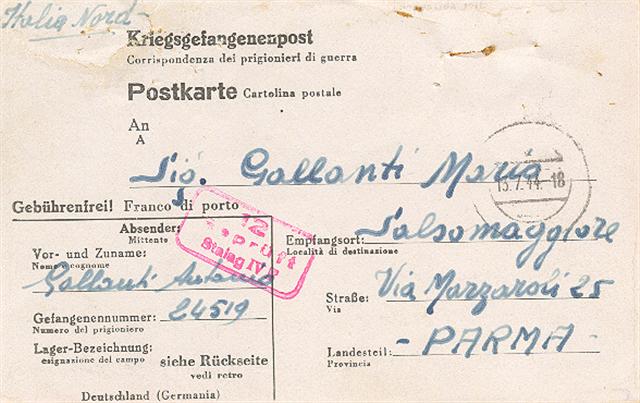 Italia Nord
Kriegsgefangenenpost
Corrispondenza dei prigionieri di guerra
Postkarte Cartolina postale
An
A
Sig. Gallanti Maria
13.7.44.-18
Gebührenfrei! Franco di porto
12
Geprüft
Stalag IV
Absender:
Mittente
Empfangsort: Salsomaggiore
Località di destinazione
Vor- und Zuname:
Nome e cognome
Gallanti Antonio
Straße: Via Marzaroli 25
Via
Gefangenennummer: 24519
Numero del prigioniero
Landesteil: - PARMA -
Provincia
Lager-Bezeichnung:
esignazione del campo
siehe Rückseite
vedi retro
Deutschland (Germania)